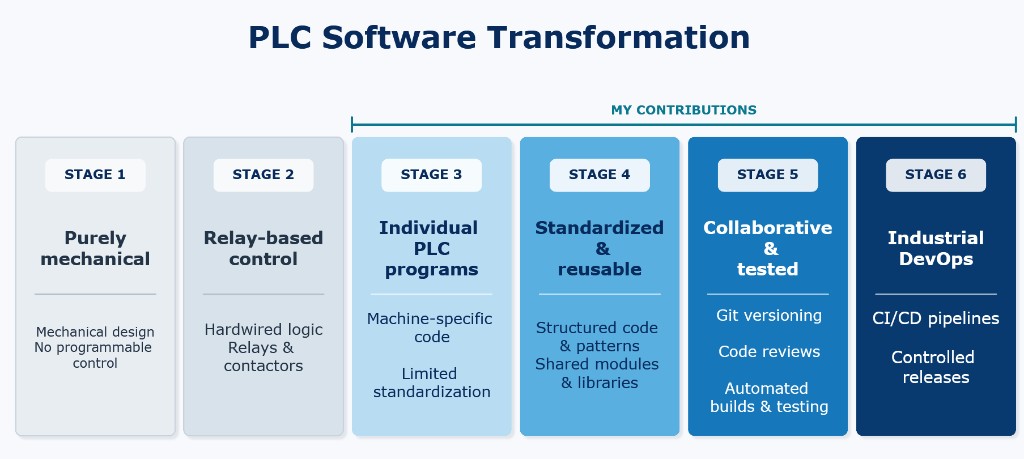 PLC Software Transformation
MY CONTRIBUTIONS
STAGE 1
Purely
mechanical
Mechanical design
No programmable
control
STAGE 2
Relay-based
control
Hardwired logic
Relays &
contactors
STAGE 3
Individual
PLC
programs
Machine-specific
code
Limited
standardization
STAGE 4
Standardized
&
reusable
Structured code
& patterns
Shared modules
& libraries
STAGE 5
Collaborative
&
tested
Git versioning
Code reviews
Automated
builds & testing
STAGE 6
Industrial
DevOps
CI/CD pipelines
Controlled
releases